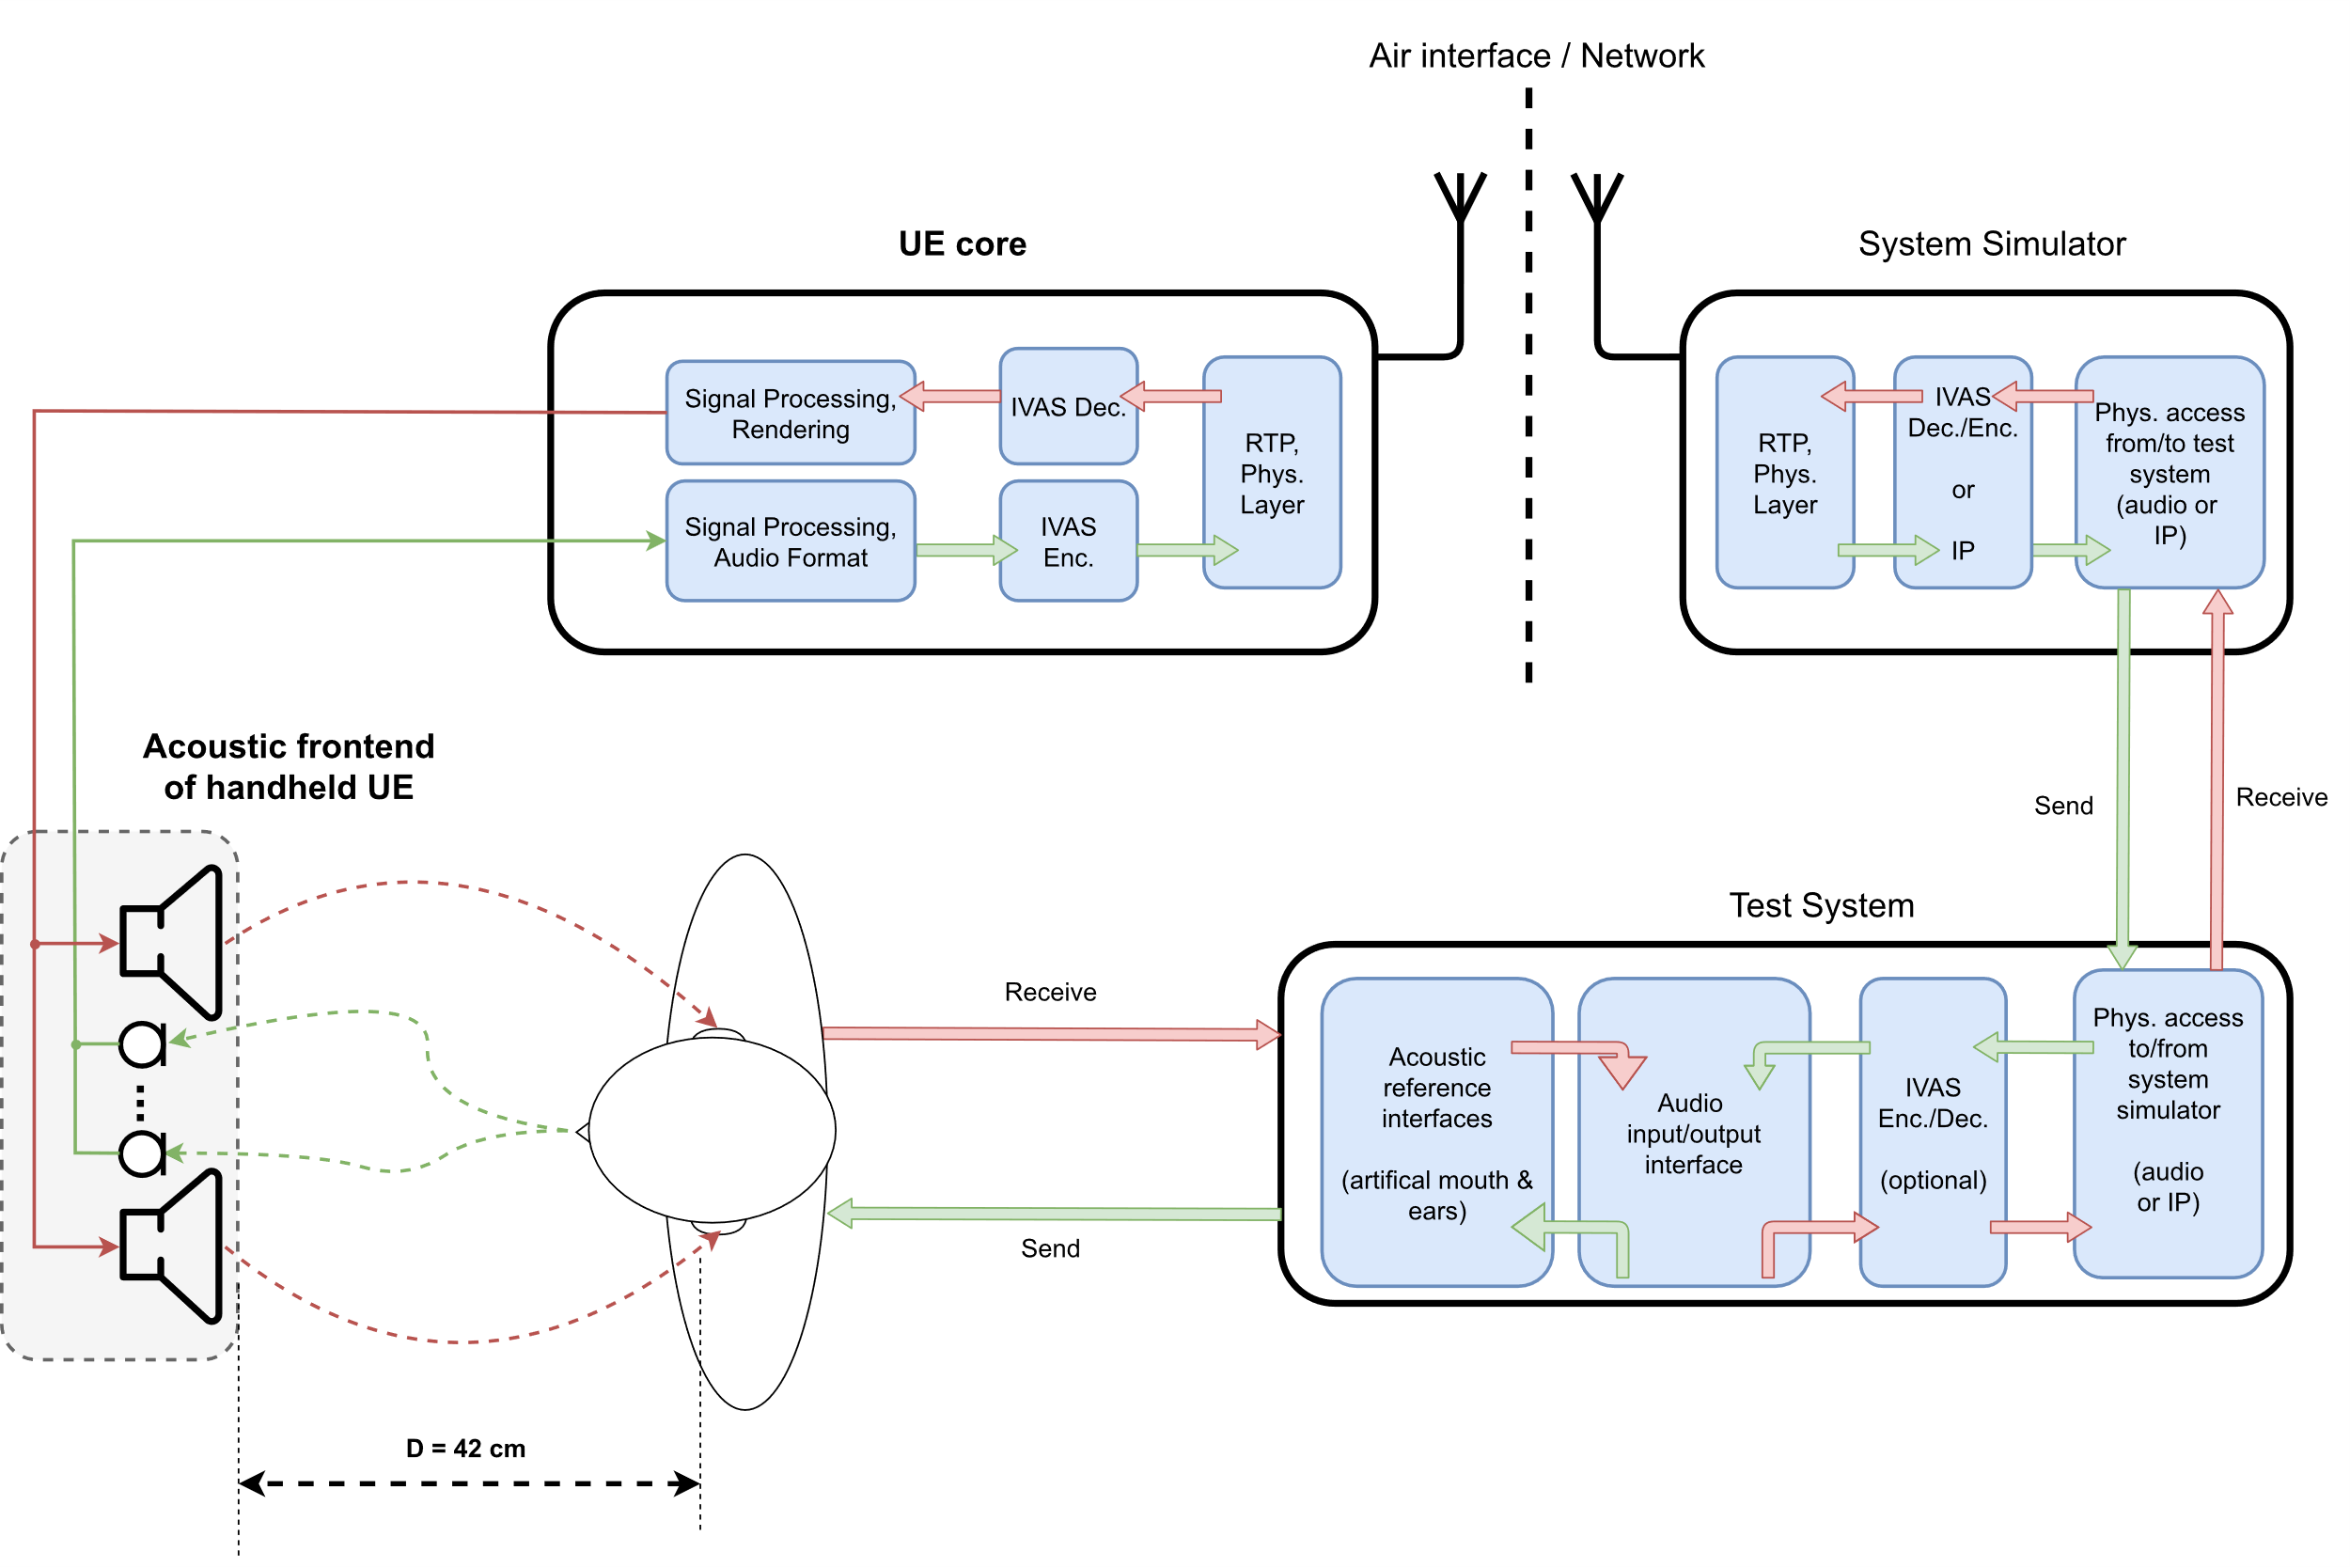 Air interface / Network
UE core
System Simulator
Signal Processing,
Rendering
IVAS Dec.
RTP,
Phys.
Layer
Signal Processing,
Audio Format
IVAS
Enc.
RTP,
Phys.
Layer
IVAS
Dec./Enc.
or
IP
Phys. access
from/to test
system
(audio or
IP)
Acoustic frontend
of handheld UE
Send
Receive
Test System
Receive
Send
Acoustic
reference
interfaces
(artifical mouth &
ears)
Audio
input/output
interface
IVAS
Enc./Dec.
(optional)
Phys. access
to/from
system
simulator
(audio
or IP)
D = 42 cm